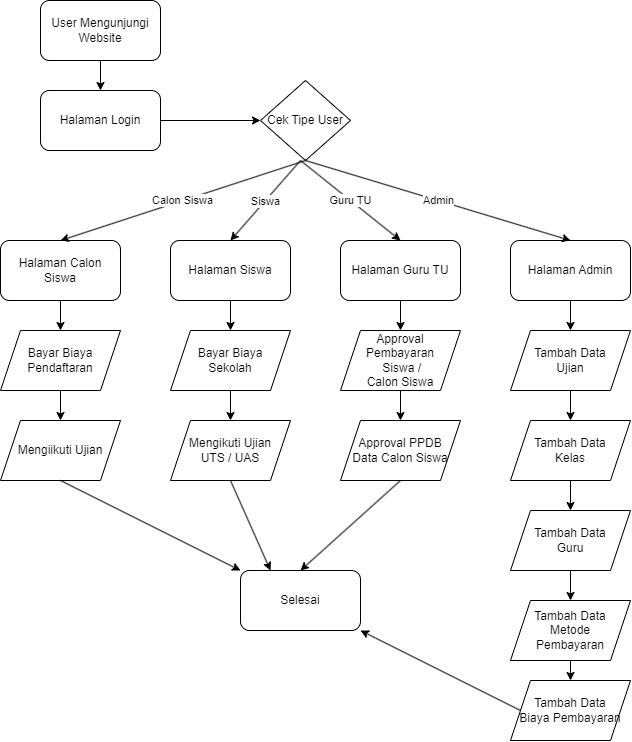 User Mengunjungi
Website
Halaman Login
Cek Tipe User
Calon Siswa
Siswa
Guru TU
Admin
Halaman Calon
Siswa
Halaman Siswa
Halaman Guru TU
Halaman Admin
Bayar Biaya
Pendaftaran
Bayar Biaya
Sekolah
Approval
Pembayaran
Siswa /
Calon Siswa
Tambah Data
Ujian
Mengiikuti Ujian
Mengikuti Ujian
UTS / UAS
Approval PPDB
Data Calon Siswa
Tambah Data
Kelas
Tambah Data
Guru
Selesai
Tambah Data
Metode
Pembayaran
Tambah Data
Biaya Pembayaran